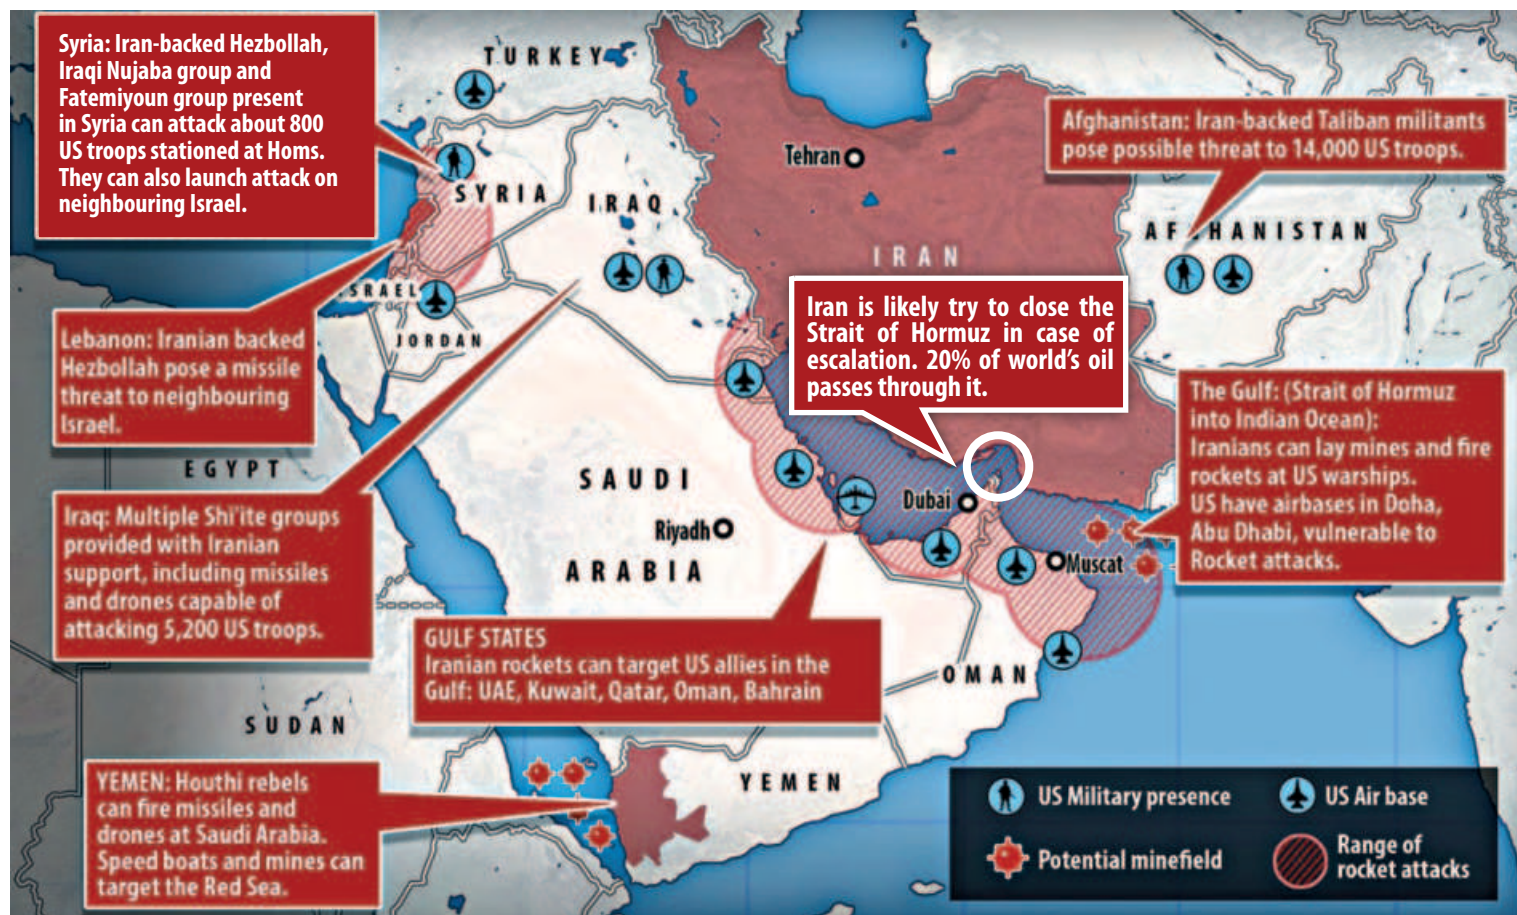 Syria: Iran-backed Hezbollah,
Iraqi Nujaba group and
Fatemiyoun group present
in Syria can attack about 800
US troops stationed at Homs.
They can also launch attack on
neighbouring Israel.
TURKEY
Tehran
Afghanistan: Iran-backed Taliban militants
pose possible threat to 14,000 US troops.
SYRIA
IRAQ
IRAN
AFGHANISTAN
ISRAEL
JORDAN
Iran is likely try to close the
Strait of Hormuz in case of
escalation. 20% of world's oil
passes through it.
Lebanon: Iranian backed
Hezbollah pose a missile
threat to neighbouring
Israel.
The Gulf: (Strait of Hormuz
into Indian Ocean):
Iranians can lay mines and fire
rockets at US warships.
US have airbases in Doha,
Abu Dhabi, vulnerable to
Rocket attacks.
EGYPT
SAUDI
ARABIA
Riyadh
Dubai
Muscat
Iraq: Multiple Shi'ite groups
provided with Iranian
support, including missiles
and drones capable of
attacking 5,200 US troops.
GULF STATES
Iranian rockets can target US allies in the
Gulf: UAE, Kuwait, Qatar, Oman, Bahrain
OMAN
SUDAN
YEMEN: Houthi rebels
can fire missiles and
drones at Saudi Arabia.
Speed boats and mines can
target the Red Sea.
YEMEN
US Military presence
US Air base
Potential minefield
Range of
rocket attacks